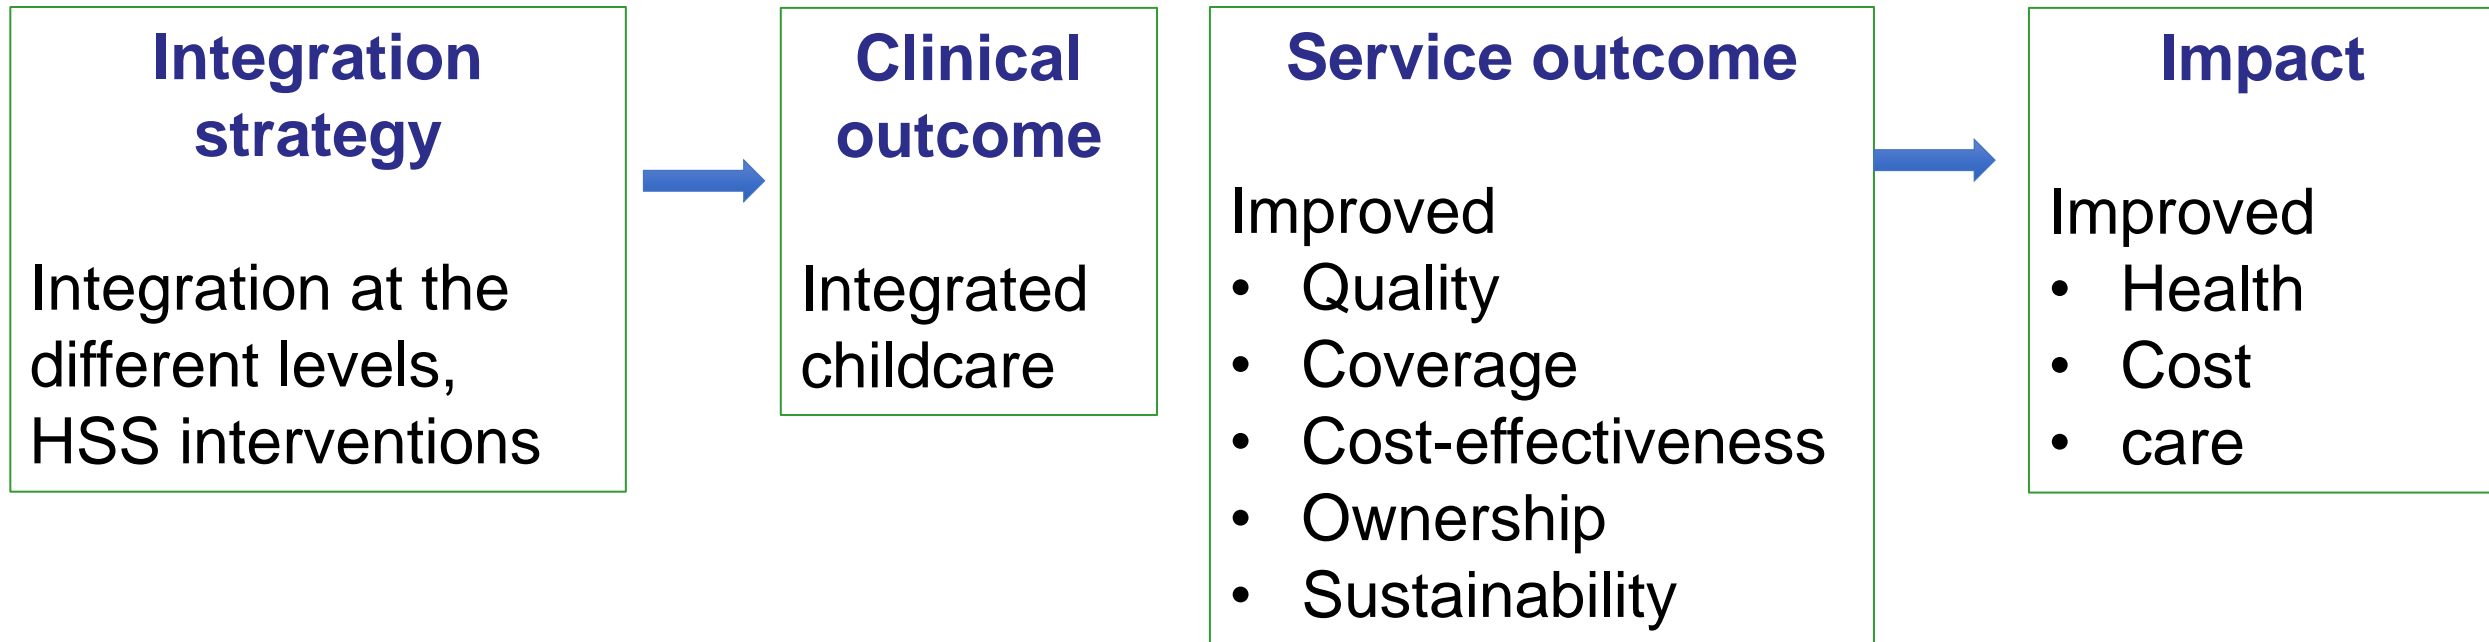 Integration
strategy
Integration at the
different levels,
HSS interventions
Clinical
outcome
Integrated
childcare
Service outcome
Improved
• Quality
• Coverage
• Cost-effectiveness
• Ownership
• Sustainability
Impact
Improved
• Health
• Cost
• care